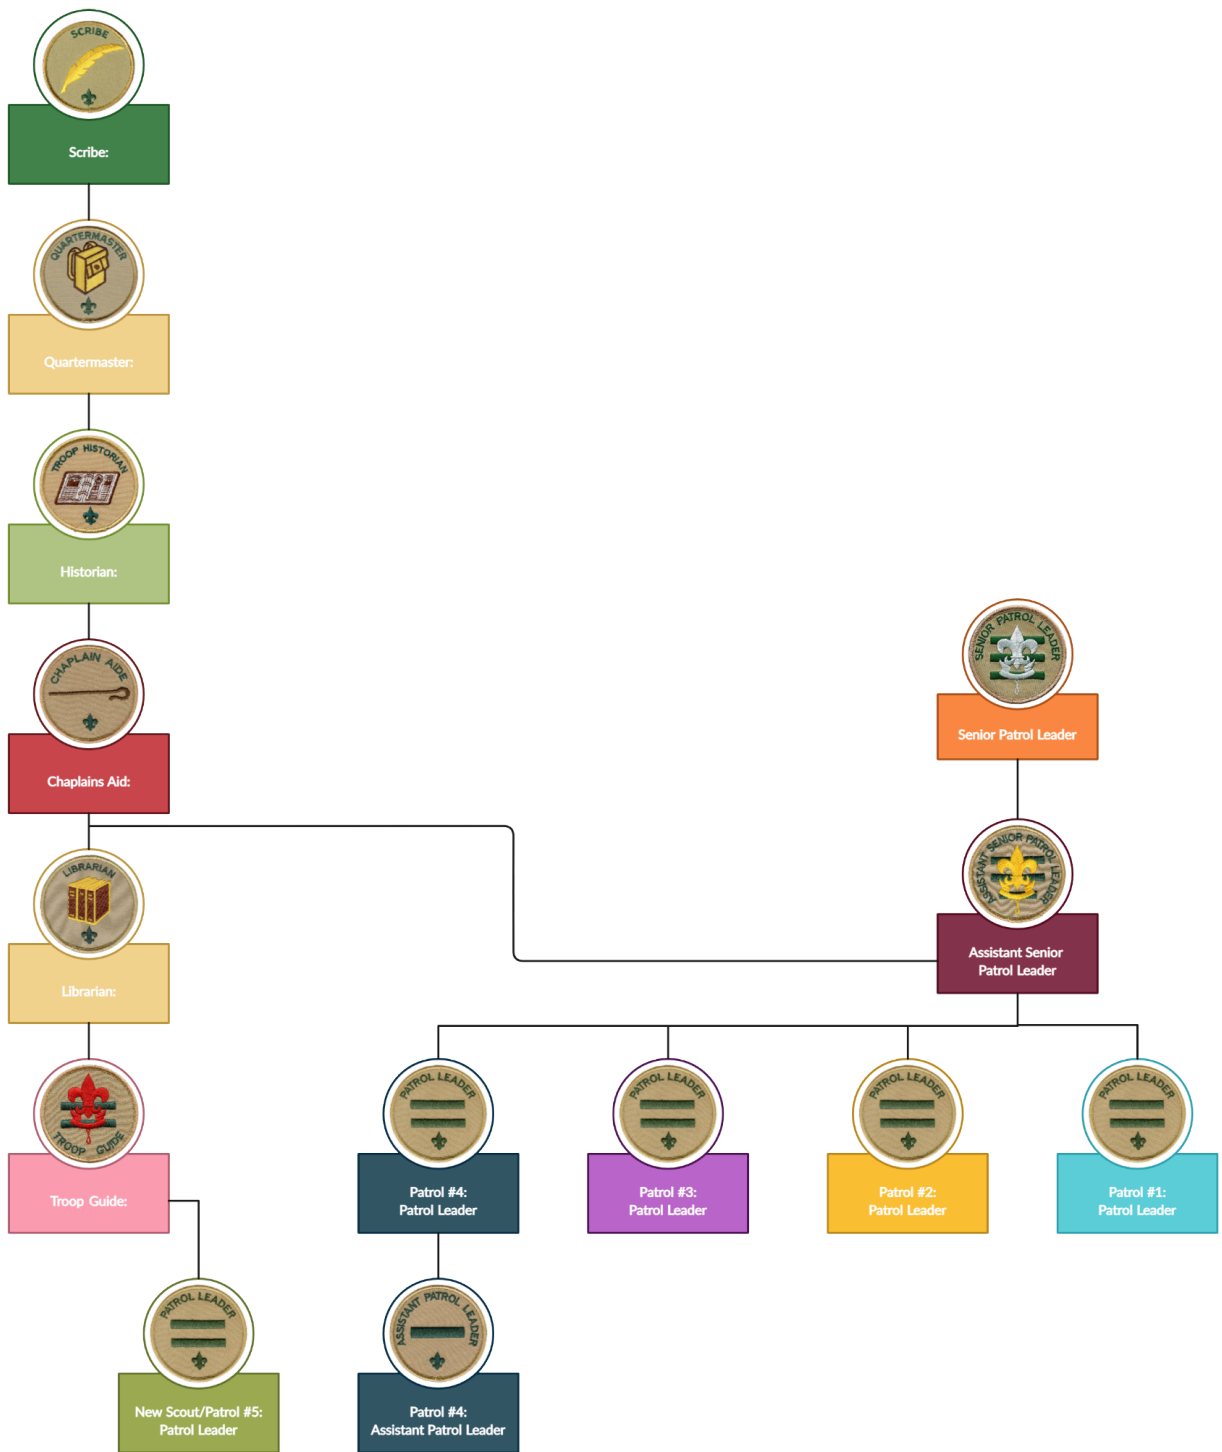 SCRIBE
Scribe:
QUARTERMASTER
Quartermaster:
TROOP HISTORIAN
Historian:
CHAPLAIN AIDE
Chaplains Aid:
SENIOR PATROL LEADER
Senior Patrol Leader
LIBRARIAN
Librarian:
ASSISTANT SENIOR PATROL LEADER
Assistant Senior
Patrol Leader
TROOP GUIDE
Troop Guide:
PATROL LEADER
Patrol #4:
Patrol Leader
PATROL LEADER
Patrol #3:
Patrol Leader
PATROL LEADER
Patrol #2:
Patrol Leader
PATROL LEADER
Patrol #1:
Patrol Leader
PATROL LEADER
New Scout/Patrol #5:
Patrol Leader
ASSISTANT PATROL LEADER
Patrol #4:
Assistant Patrol Leader